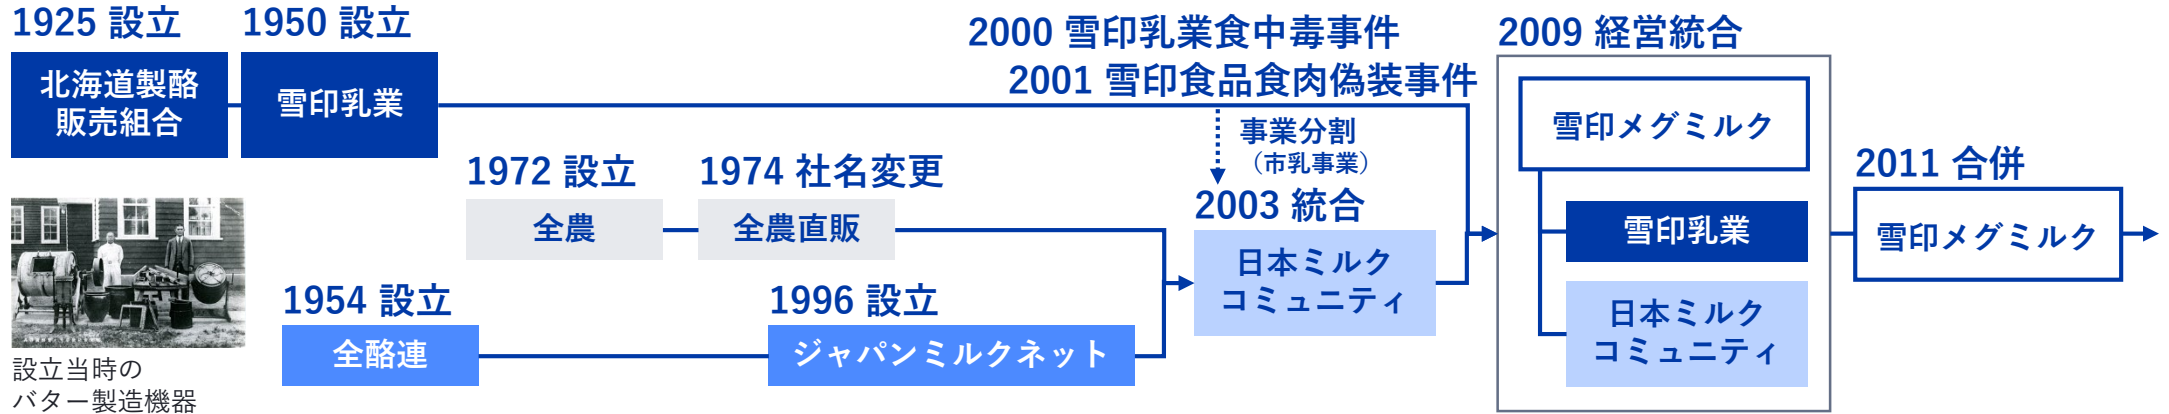 1925 設立
北海道製酪
販売組合
1950 設立
雪印乳業
2000 雪印乳業食中毒事件
2001 雪印食品食肉偽装事件
事業分割
（市乳事業）
1972 設立
全農
1974 社名変更
全農直販
1954 設立
全酪連
1996 設立
ジャパンミルクネット
2003 統合
日本ミルク
コミュニティ
2009 経営統合
雪印メグミルク
雪印乳業
日本ミルク
コミュニティ
2011 合併
雪印メグミルク
設立当時の
バター製造機器